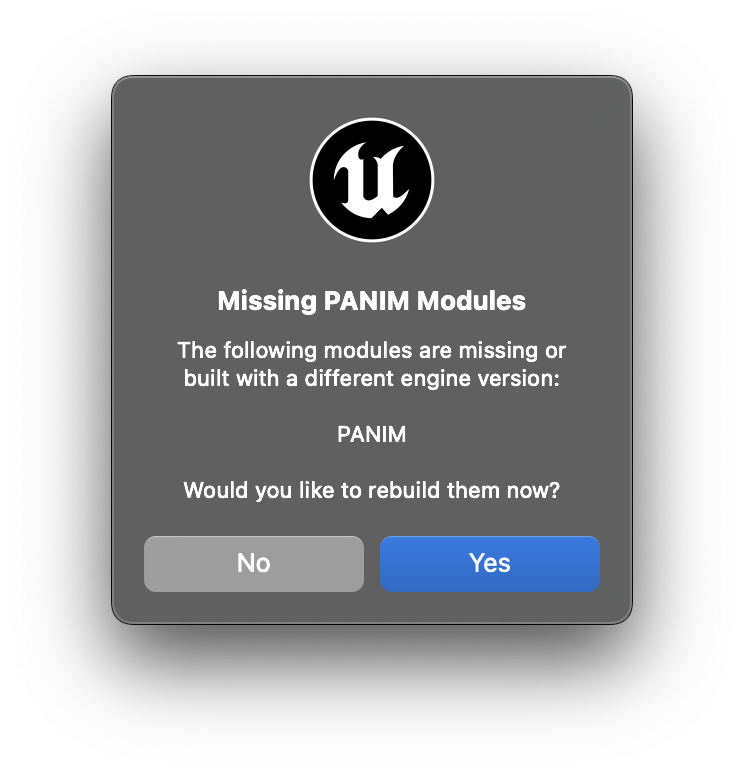 Missing PANIM Modules
The following modules are missing or
built with a different engine version:
PANIM
Would you like to rebuild them now?
No
Yes